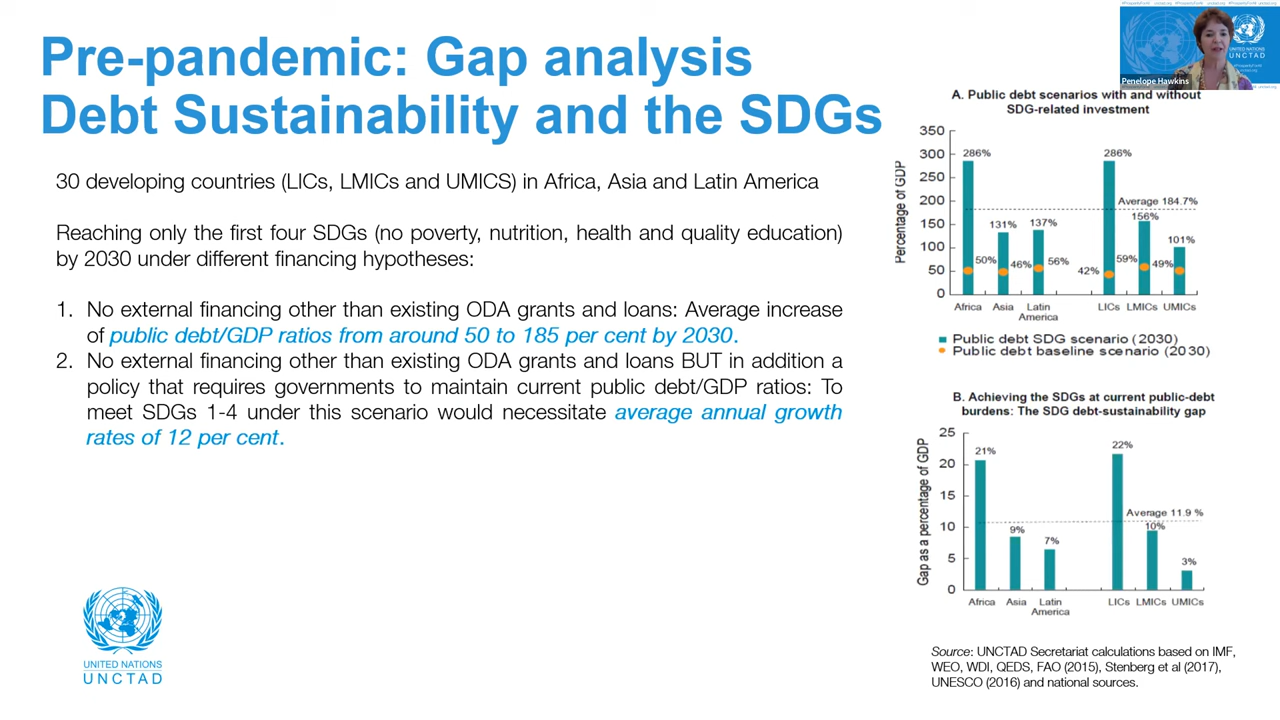 Pre-pandemic: Gap analysis
Debt Sustainability and the SDGs
30 developing countries (LICs, LMICs and UMICS) in Africa, Asia and Latin America
Reaching only the first four SDGs (no poverty, nutrition, health and quality education)
by 2030 under different financing hypotheses:
1. No external financing other than existing ODA grants and loans: Average increase
of public debt/GDP ratios from around 50 to 185 per cent by 2030.
2. No external financing other than existing ODA grants and loans BUT in addition a
policy that requires governments to maintain current public debt/GDP ratios: To
meet SDGs 1-4 under this scenario would necessitate average annual growth
rates of 12 per cent.
UNITED NATIONS
UNCTAD
UNITED NATIONS
UNCTAD
Penelope Hawkins
A. Public debt scenarios with and without
SDG-related investment
Percentage of GDP
350
300
250
200
150
100
50
0
286%
131%
137%
286%
156%
101%
50%
46%
56%
42%
59%
49%
Average 184.7%
Africa
Asia
Latin
America
LICs
LMICs
UMICs
Public debt SDG scenario (2030)
Public debt baseline scenario (2030)
B. Achieving the SDGs at current public-debt
burdens: The SDG debt-sustainability gap
Gap as a percentage of GDP
25
20
15
10
5
0
21%
9%
7%
22%
10%
3%
Average 11.9 %
Africa
Asia
Latin
America
LICs
LMICs
UMICs
Source: UNCTAD Secretariat calculations based on IMF,
WEO, WDI, QEDS, FAO (2015), Stenberg et al (2017),
UNESCO (2016) and national sources.